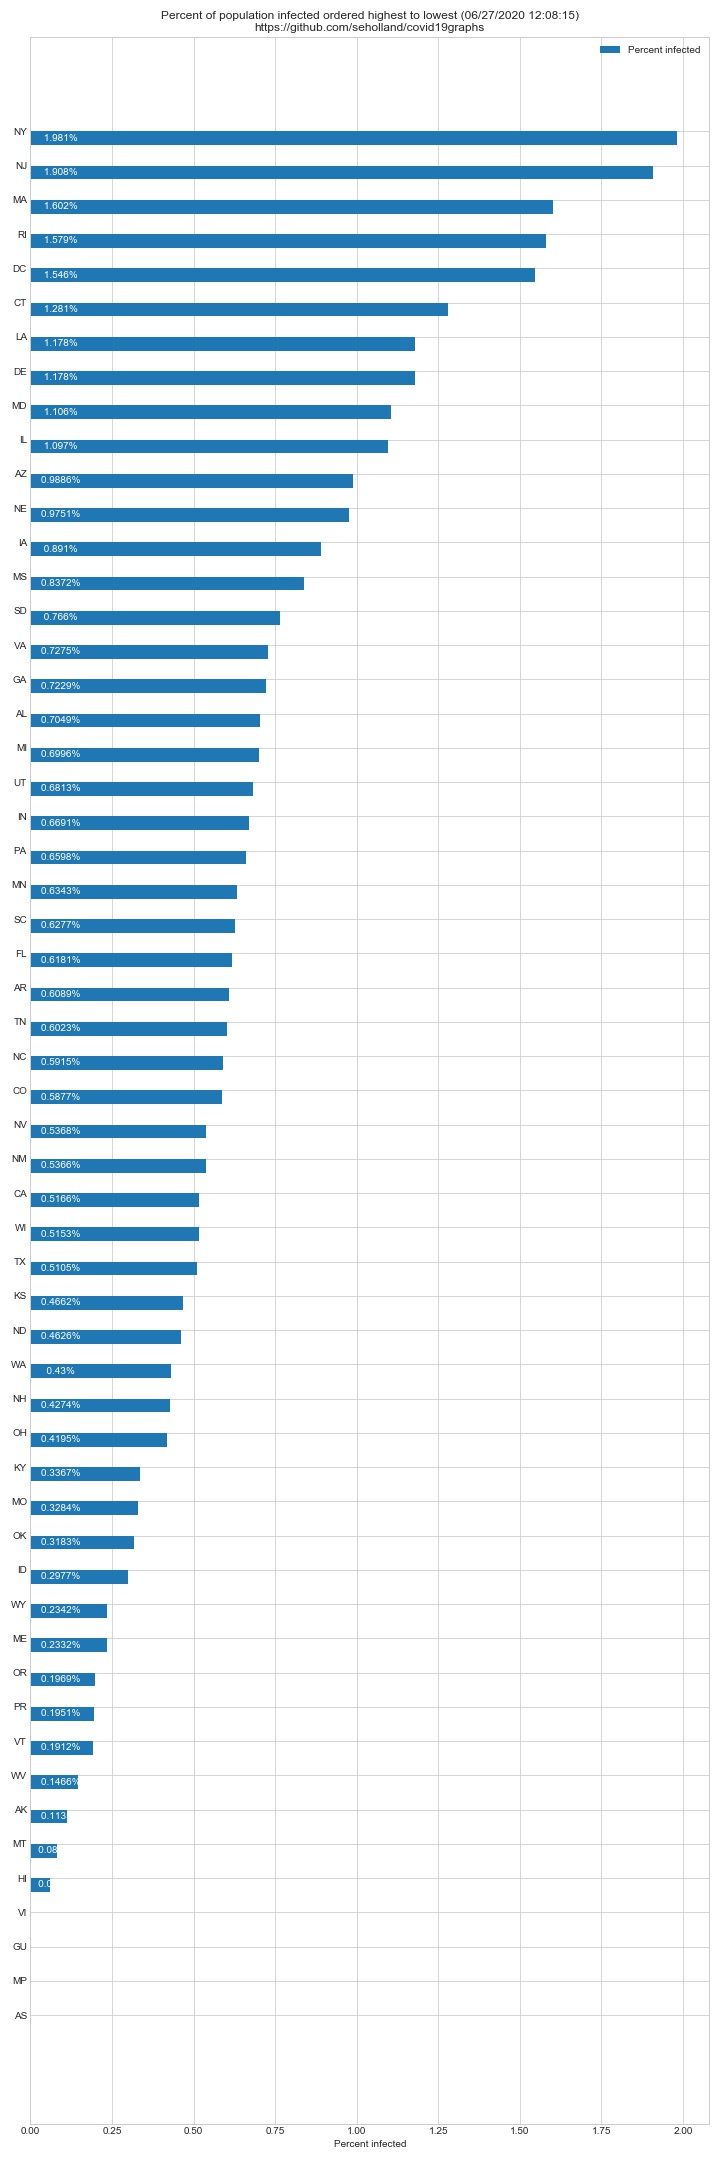 Percent of population infected ordered highest to lowest (06/27/2020 12:08:15)
https://github.com/seholland/covid19graphs
Percent infected
NY 1.981%
NJ 1.908%
MA 1.602%
RI 1.579%
DC 1.546%
CT 1.281%
LA 1.178%
DE 1.178%
MD 1.106%
IL 1.097%
AZ 0.9886%
NE 0.9751%
IA 0.891%
MS 0.8372%
SD 0.766%
VA 0.7275%
GA 0.7229%
AL 0.7049%
MI 0.6996%
UT 0.6813%
IN 0.6691%
PA 0.6598%
MN 0.6343%
SC 0.6277%
FL 0.6181%
AR 0.6089%
TN 0.6023%
NC 0.5915%
CO 0.5877%
NV 0.5368%
NM 0.5366%
CA 0.5166%
WI 0.5153%
TX 0.5105%
KS 0.4662%
ND 0.4626%
WA 0.43%
NH 0.4274%
OH 0.4195%
KY 0.3367%
MO 0.3284%
OK 0.3183%
ID 0.2977%
WY 0.2342%
ME 0.2332%
OR 0.1969%
PR 0.1951%
VT 0.1912%
WV 0.1466%
AK 0.113
MT 0.08
HI
VI
GU
MP
AS
0.00 0.25 0.50 0.75 1.00 1.25 1.50 1.75 2.00
Percent infected